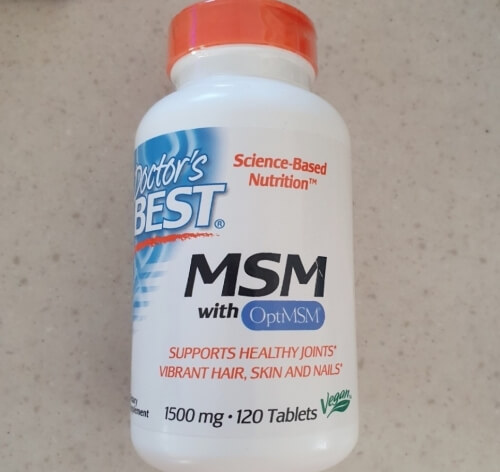 Doctor's
BEST®
Science-Based
Nutrition™
MSM
with OptiMSM®
SUPPORTS HEALTHY JOINTS*
VIBRANT HAIR, SKIN AND NAILS*
1500 mg • 120 Tablets
Vegan